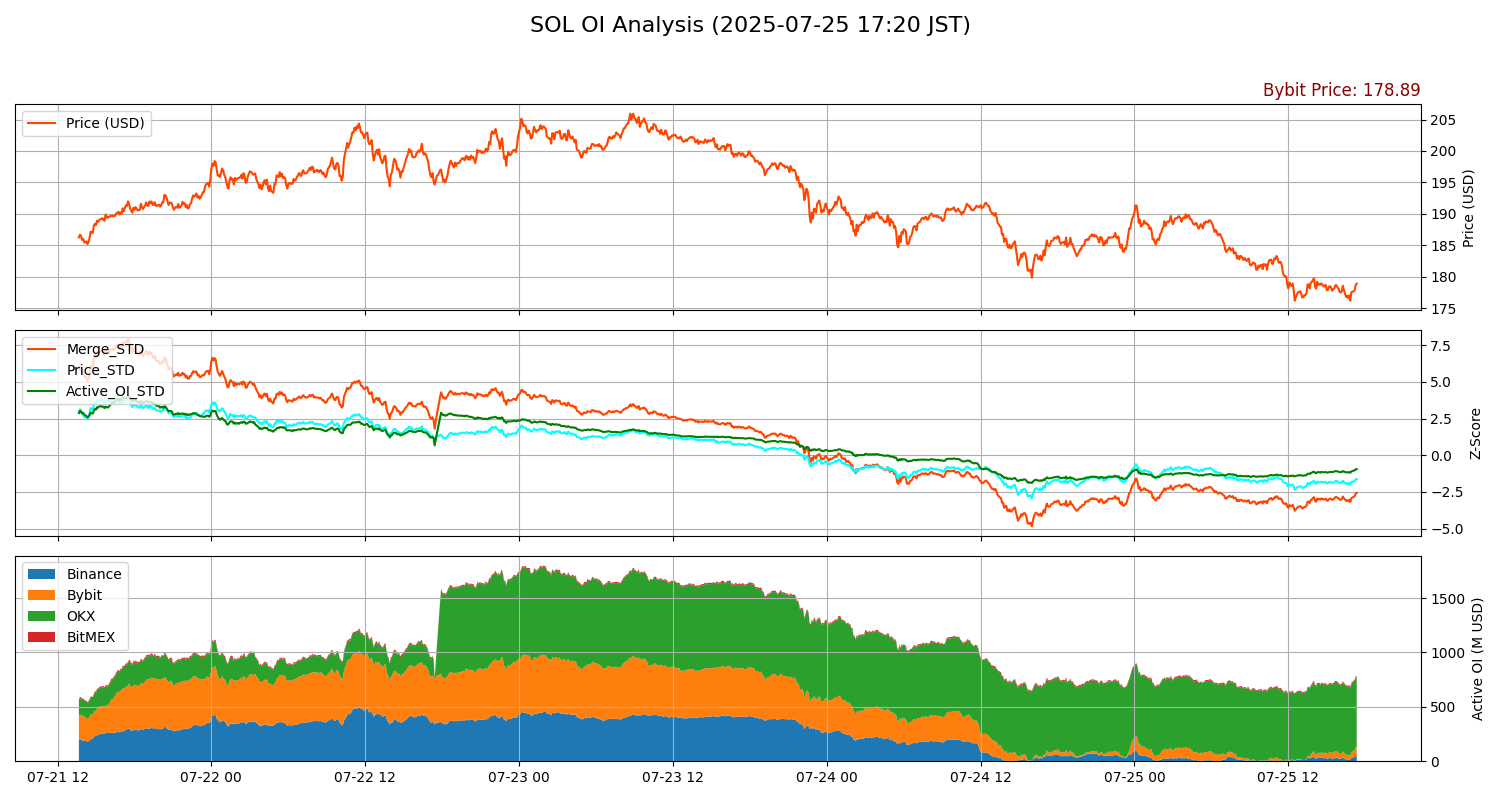 SOL OI Analysis (2025-07-25 17:20 JST)
Bybit Price: 178.89
Price (USD)
205
200
195
190
185
180
175
Price (USD)
Merge_STD
Price_STD
Active_OI_STD
7.5
5.0
2.5
0.0
−2.5
−5.0
Z-Score
Binance
Bybit
OKX
BitMEX
1500
1000
500
0
Active OI (M USD)
07-21 12
07-22 00
07-22 12
07-23 00
07-23 12
07-24 00
07-24 12
07-25 00
07-25 12